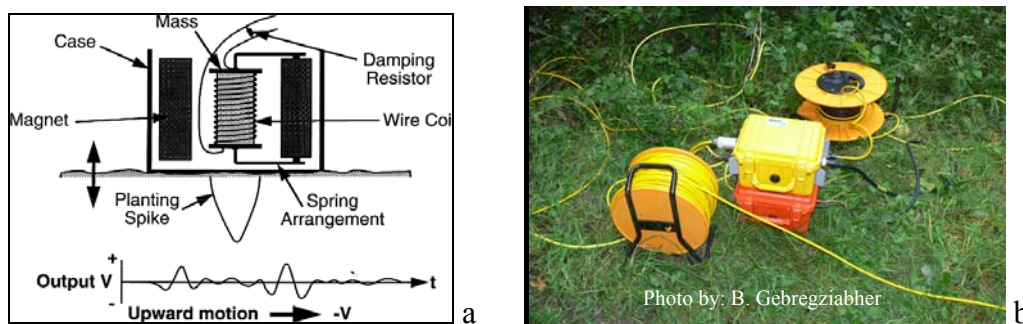 Mass
Case
Damping
Resistor
Magnet
Wire Coi
Planting
Spike
Spring
Arrangement
+
Output V
t
-
Upward motion -V
a
Photo by: B. Gebregziabher
b